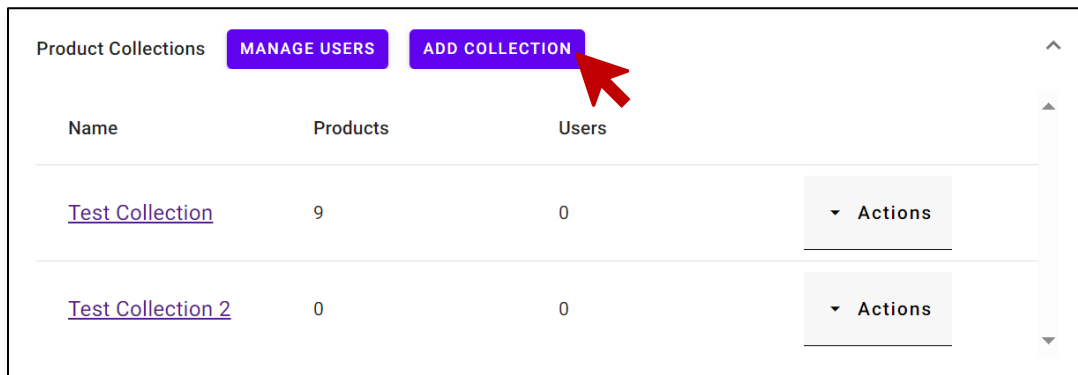 Product Collections MANAGE USERS ADD COLLECTION
Name Products Users
Test Collection 9 0 Actions
Test Collection 2 0 0 Actions